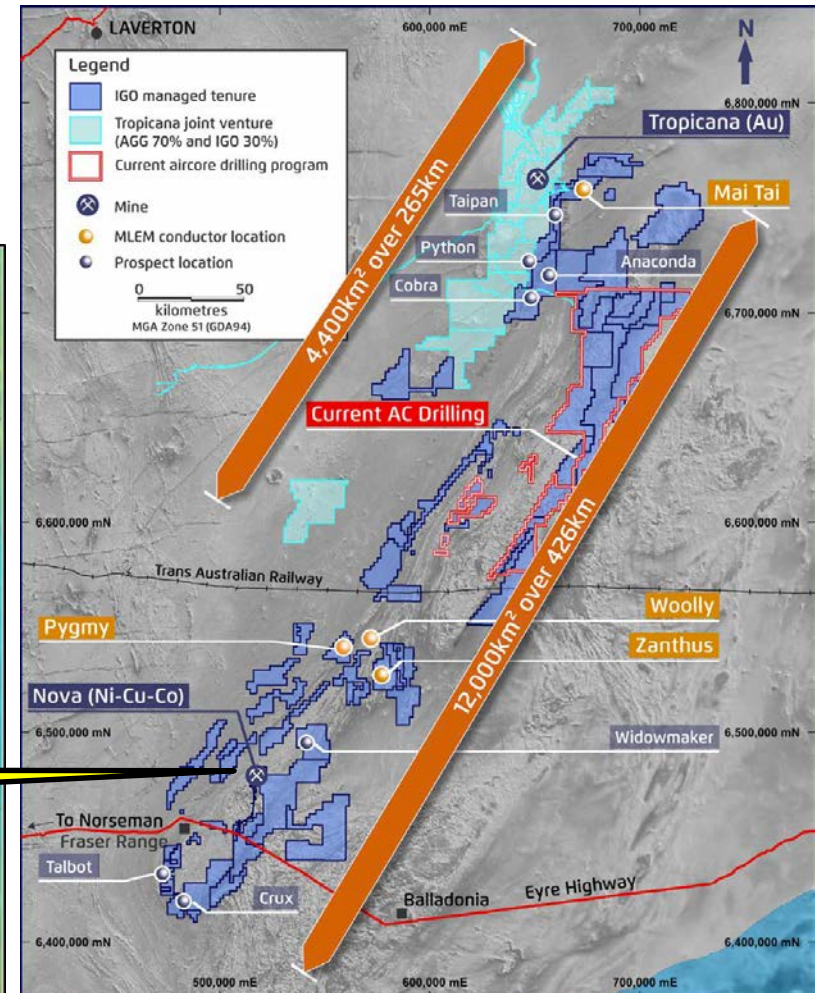 LAVERTON
600,000 mE
700,000 mE
N
Legend
IGO managed tenure
Tropicana joint venture
(AGG 70% and IGO 30%)
Current aircore drilling program
Mine
MLEM conductor location
Prospect location
0 50
kilometres
MGA Zone 51 (GDA94)
6,800,000 mN
Tropicana (Au)
Mai Tai
Taipan
Python
Anaconda
Cobra
4,400km² over 265km
6,700,000 mN
Current AC Drilling
6,600,000 mN
6,600,000 mN
Trans Australian Railway
12,000km² over 426km
Pygmy
Woolly
Zanthus
Nova (Ni-Cu-Co)
6,500,000 mN
6,500,000 mN
Widowmaker
To Norseman
Fraser Range
Talbot
Crux
Balladonia
Eyre Highway
6,400,000 mN
6,400,000 mN
500,000 mE
600,000 mE
700,000 mE